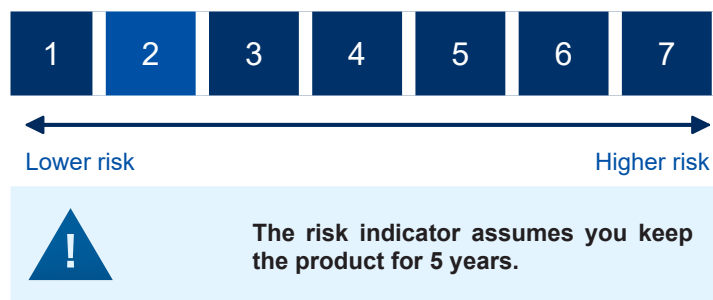 1 2 3 4 5 6 7
Lower risk Higher risk
!
The risk indicator assumes you keep
the product for 5 years.